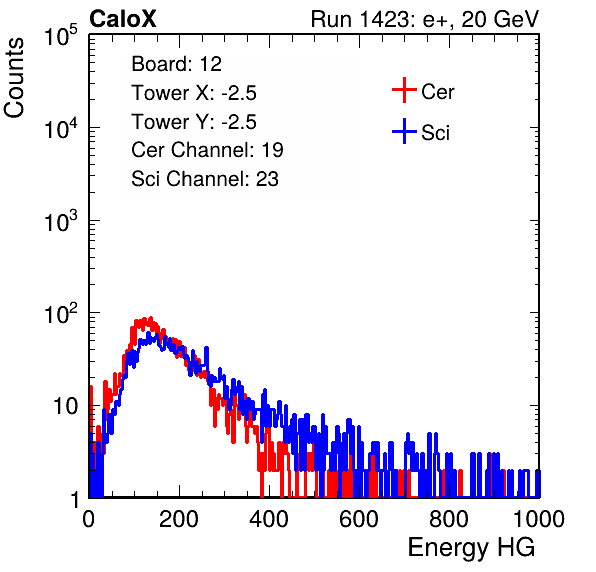 CaloX Run 1423: e+, 20 GeV
Counts
Board: 12
Tower X: -2.5
Tower Y: -2.5
Cer Channel: 19
Sci Channel: 23
Cer
Sci
10^5
10^4
10^3
10^2
10
1
0 200 400 600 800 1000
Energy HG